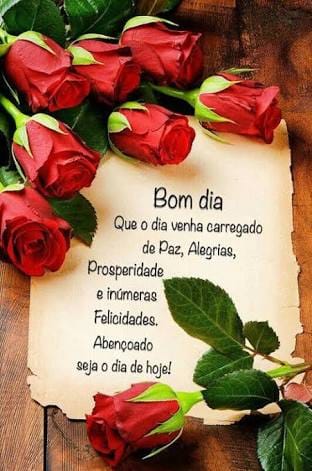 Bom dia
Que o dia venha carregado
de Paz, Alegrias,
Prosperidade
e inúmeras
Felicidades.
Abençoado
seja o dia de hoje!